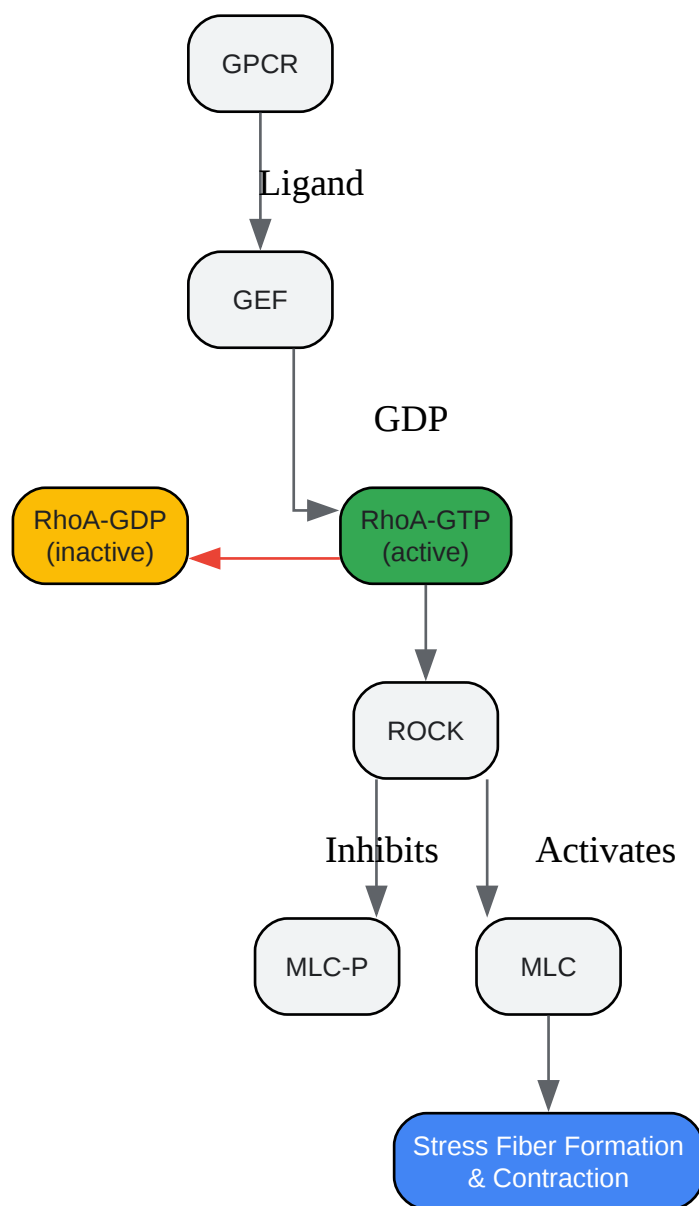 GPCR
Ligand
GEF
GDP
RhoA-GDP
(inactive)
RhoA-GTP
(active)
ROCK
Inhibits
Activates
MLC-P
MLC
Stress Fiber Formation
& Contraction